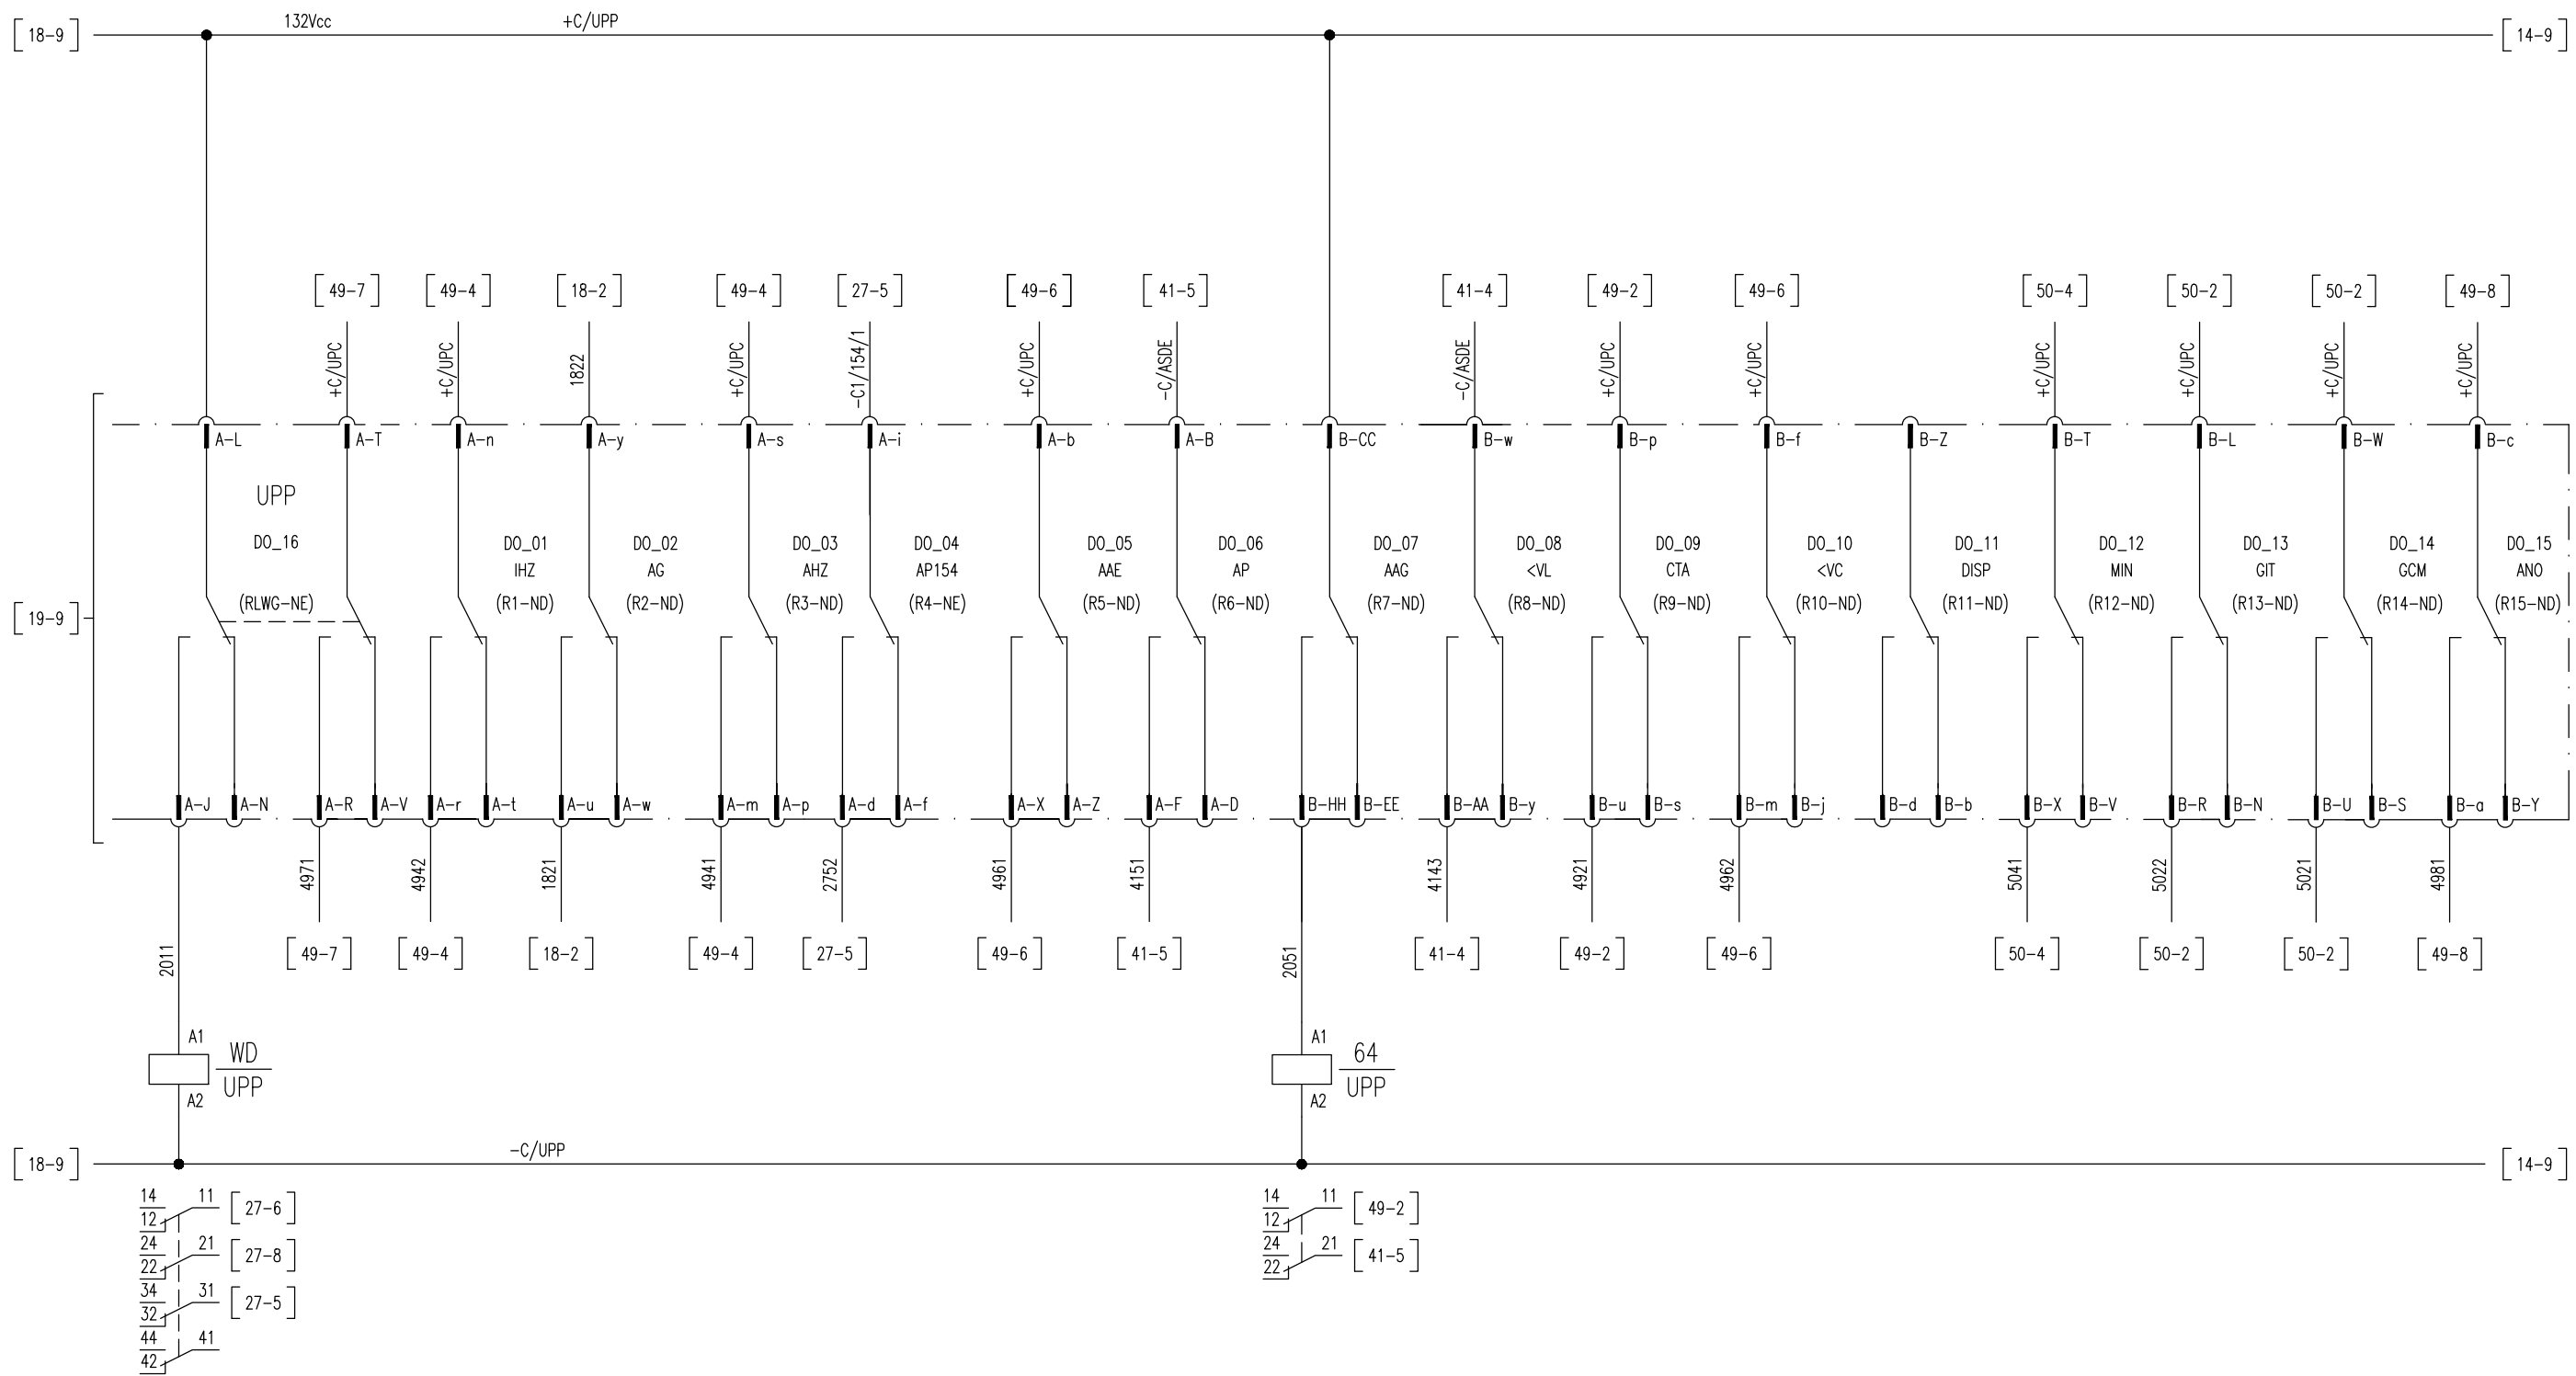 132Vcc +C/UPP
[18-9] [14-9]
[49-7] [49-4] [18-2] [49-4] [27-5] [49-6] [41-5] [41-4] [49-2] [49-6] [50-4] [50-2] [50-2] [49-8]
+C/UPC +C/UPC 1822 +C/UPC -C1/1154/1 +C/UPC -C/ASDE -C/ASDE +C/UPC +C/UPC +C/UPC +C/UPC +C/UPC +C/UPC
A-L A-T A-n A-y A-s A-i A-b A-B B-CC B-w B-p B-f B-Z B-T B-L B-W B-c
UPP
DO_16 DO_01 DO_02 DO_03 DO_04 DO_05 DO_06 DO_07 DO_08 DO_09 DO_10 DO_11 DO_12 DO_13 DO_14 DO_15
IHZ AG AHZ AP154 AAE AP AAG <VL CTA <VC DISP MIN GIT GCM ANO
(RLWG-NE) (R1-ND) (R2-ND) (R3-ND) (R4-NE) (R5-ND) (R6-ND) (R7-ND) (R8-ND) (R9-ND) (R10-ND) (R11-ND) (R12-ND) (R13-ND) (R14-ND) (R15-ND)
[19-9]
A-J A-N A-R A-V A-r A-t A-u A-w A-m A-p A-d A-f A-X A-Z A-F A-D B-HH B-EE B-AA B-y B-u B-s B-m B-j B-d B-b B-X B-V B-R B-N B-U B-S B-a B-Y
4971 4942 1821 4941 2752 4961 4151 4143 4921 4962 5041 5022 5021 4981
[49-7] [49-4] [18-2] [49-4] [27-5] [49-6] [41-5] [41-4] [49-2] [49-6] [50-4] [50-2] [50-2] [49-8]
2011 2051
A1 A1
WD 64
UPP UPP
A2 A2
-C/UPP
[18-9] [14-9]
14 11 [27-6] 14 11 [49-2]
12 12
24 21 [27-8] 24 21 [41-5]
22 22
34 31 [27-5]
32
44 41
42